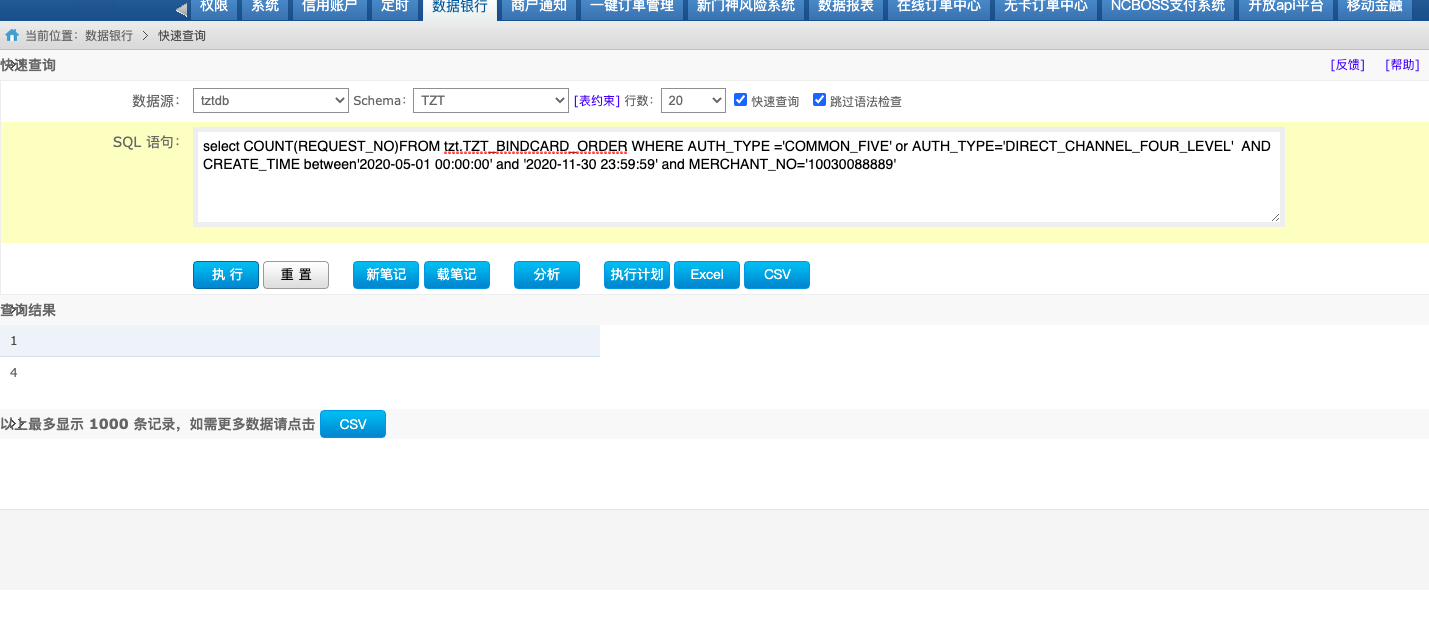 权限 系统 信用账户 定时 数据银行 商户通知 一键订单管理 新门神风险系统 数据报表 在线订单中心 无卡订单中心 NCBOSS支付系统 开放api平台 移动金融
当前位置：数据银行 > 快速查询
快速查询 [反馈] [帮助]
数据源： tztdb Schema： TZT [表约束] 行数： 20 快速查询 跳过语法检查
SQL 语句： select COUNT(REQUEST_NO)FROM tzt.TZT_BINDCARD_ORDER WHERE AUTH_TYPE ='COMMON_FIVE' or AUTH_TYPE='DIRECT_CHANNEL_FOUR_LEVEL' AND
CREATE_TIME between'2020-05-01 00:00:00' and '2020-11-30 23:59:59' and MERCHANT_NO='10030088889'
执 行 重 置 新笔记 载笔记 分析 执行计划 Excel CSV
查询结果
1
4
以上最多显示 1000 条记录，如需更多数据请点击 CSV